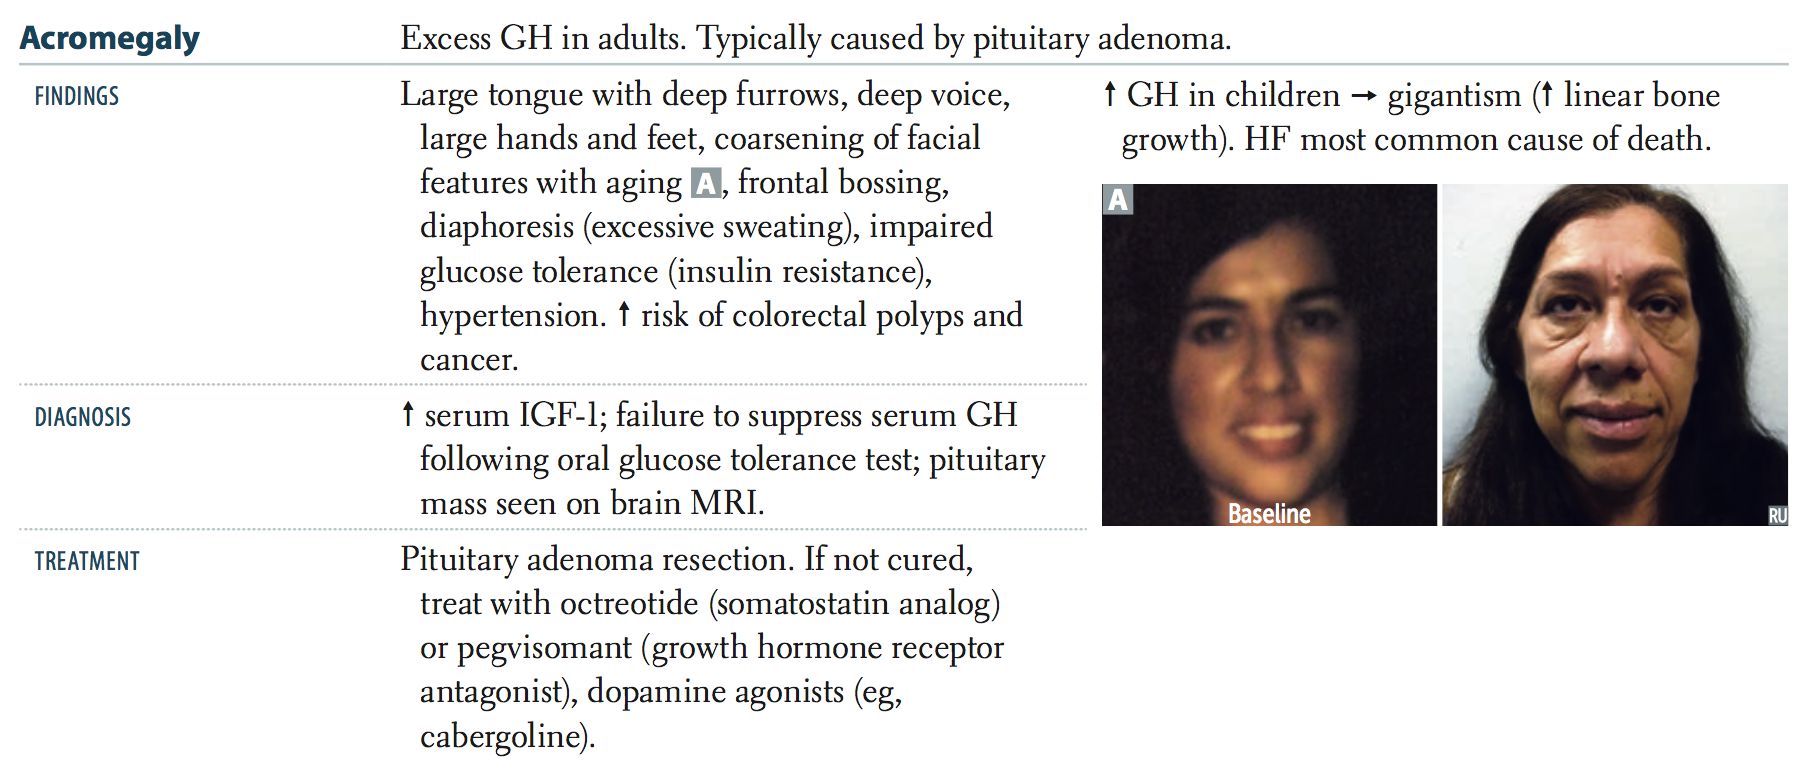 Acromegaly Excess GH in adults. Typically caused by pituitary adenoma.
FINDINGS
Large tongue with deep furrows, deep voice,
large hands and feet, coarsening of facial
features with aging A, frontal bossing,
diaphoresis (excessive sweating), impaired
glucose tolerance (insulin resistance),
hypertension. ↑ risk of colorectal polyps and
cancer.
↑ GH in children → gigantism (↑ linear bone
growth). HF most common cause of death.
A
Baseline
RU
DIAGNOSIS
↑ serum IGF-1; failure to suppress serum GH
following oral glucose tolerance test; pituitary
mass seen on brain MRI.
TREATMENT
Pituitary adenoma resection. If not cured,
treat with octreotide (somatostatin analog)
or pegvisomant (growth hormone receptor
antagonist), dopamine agonists (eg,
cabergoline).